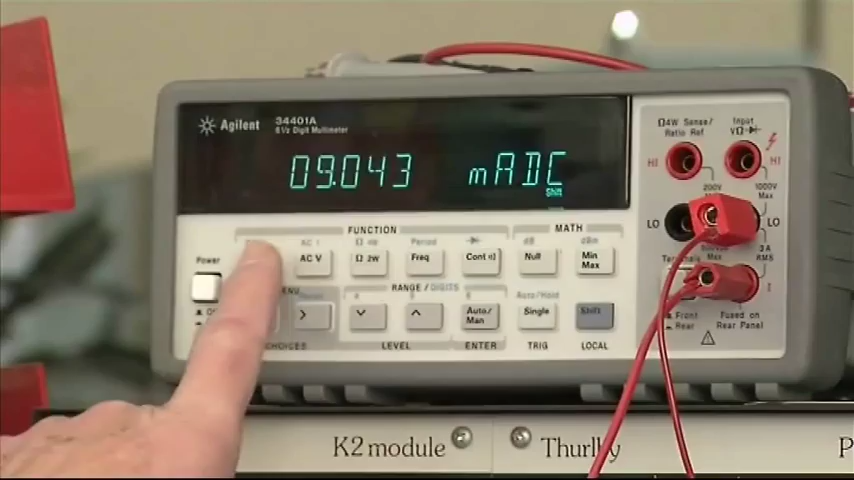 Agilent
34401A
6½ Digit Multimeter
09.043 mADC
Shift
Ω4W Sense/
Ratio Ref
Input
VΩ
HI
HI
200V
Max
1000V
Max
LO
LO
3A
RMS
I
Front
Rear
Fused on
Rear Panel
FUNCTION
MATH
Power
AC I
Ω 4W
Period
dB
dBm
AC V
Ω 2W
Freq
Cont
Null
Min
Max
RANGE / DIGITS
Auto/Hold
>
Auto/
Man
Single
Shift
CHOICES
LEVEL
ENTER
TRIG
LOCAL
K2 module
Thurlby
P